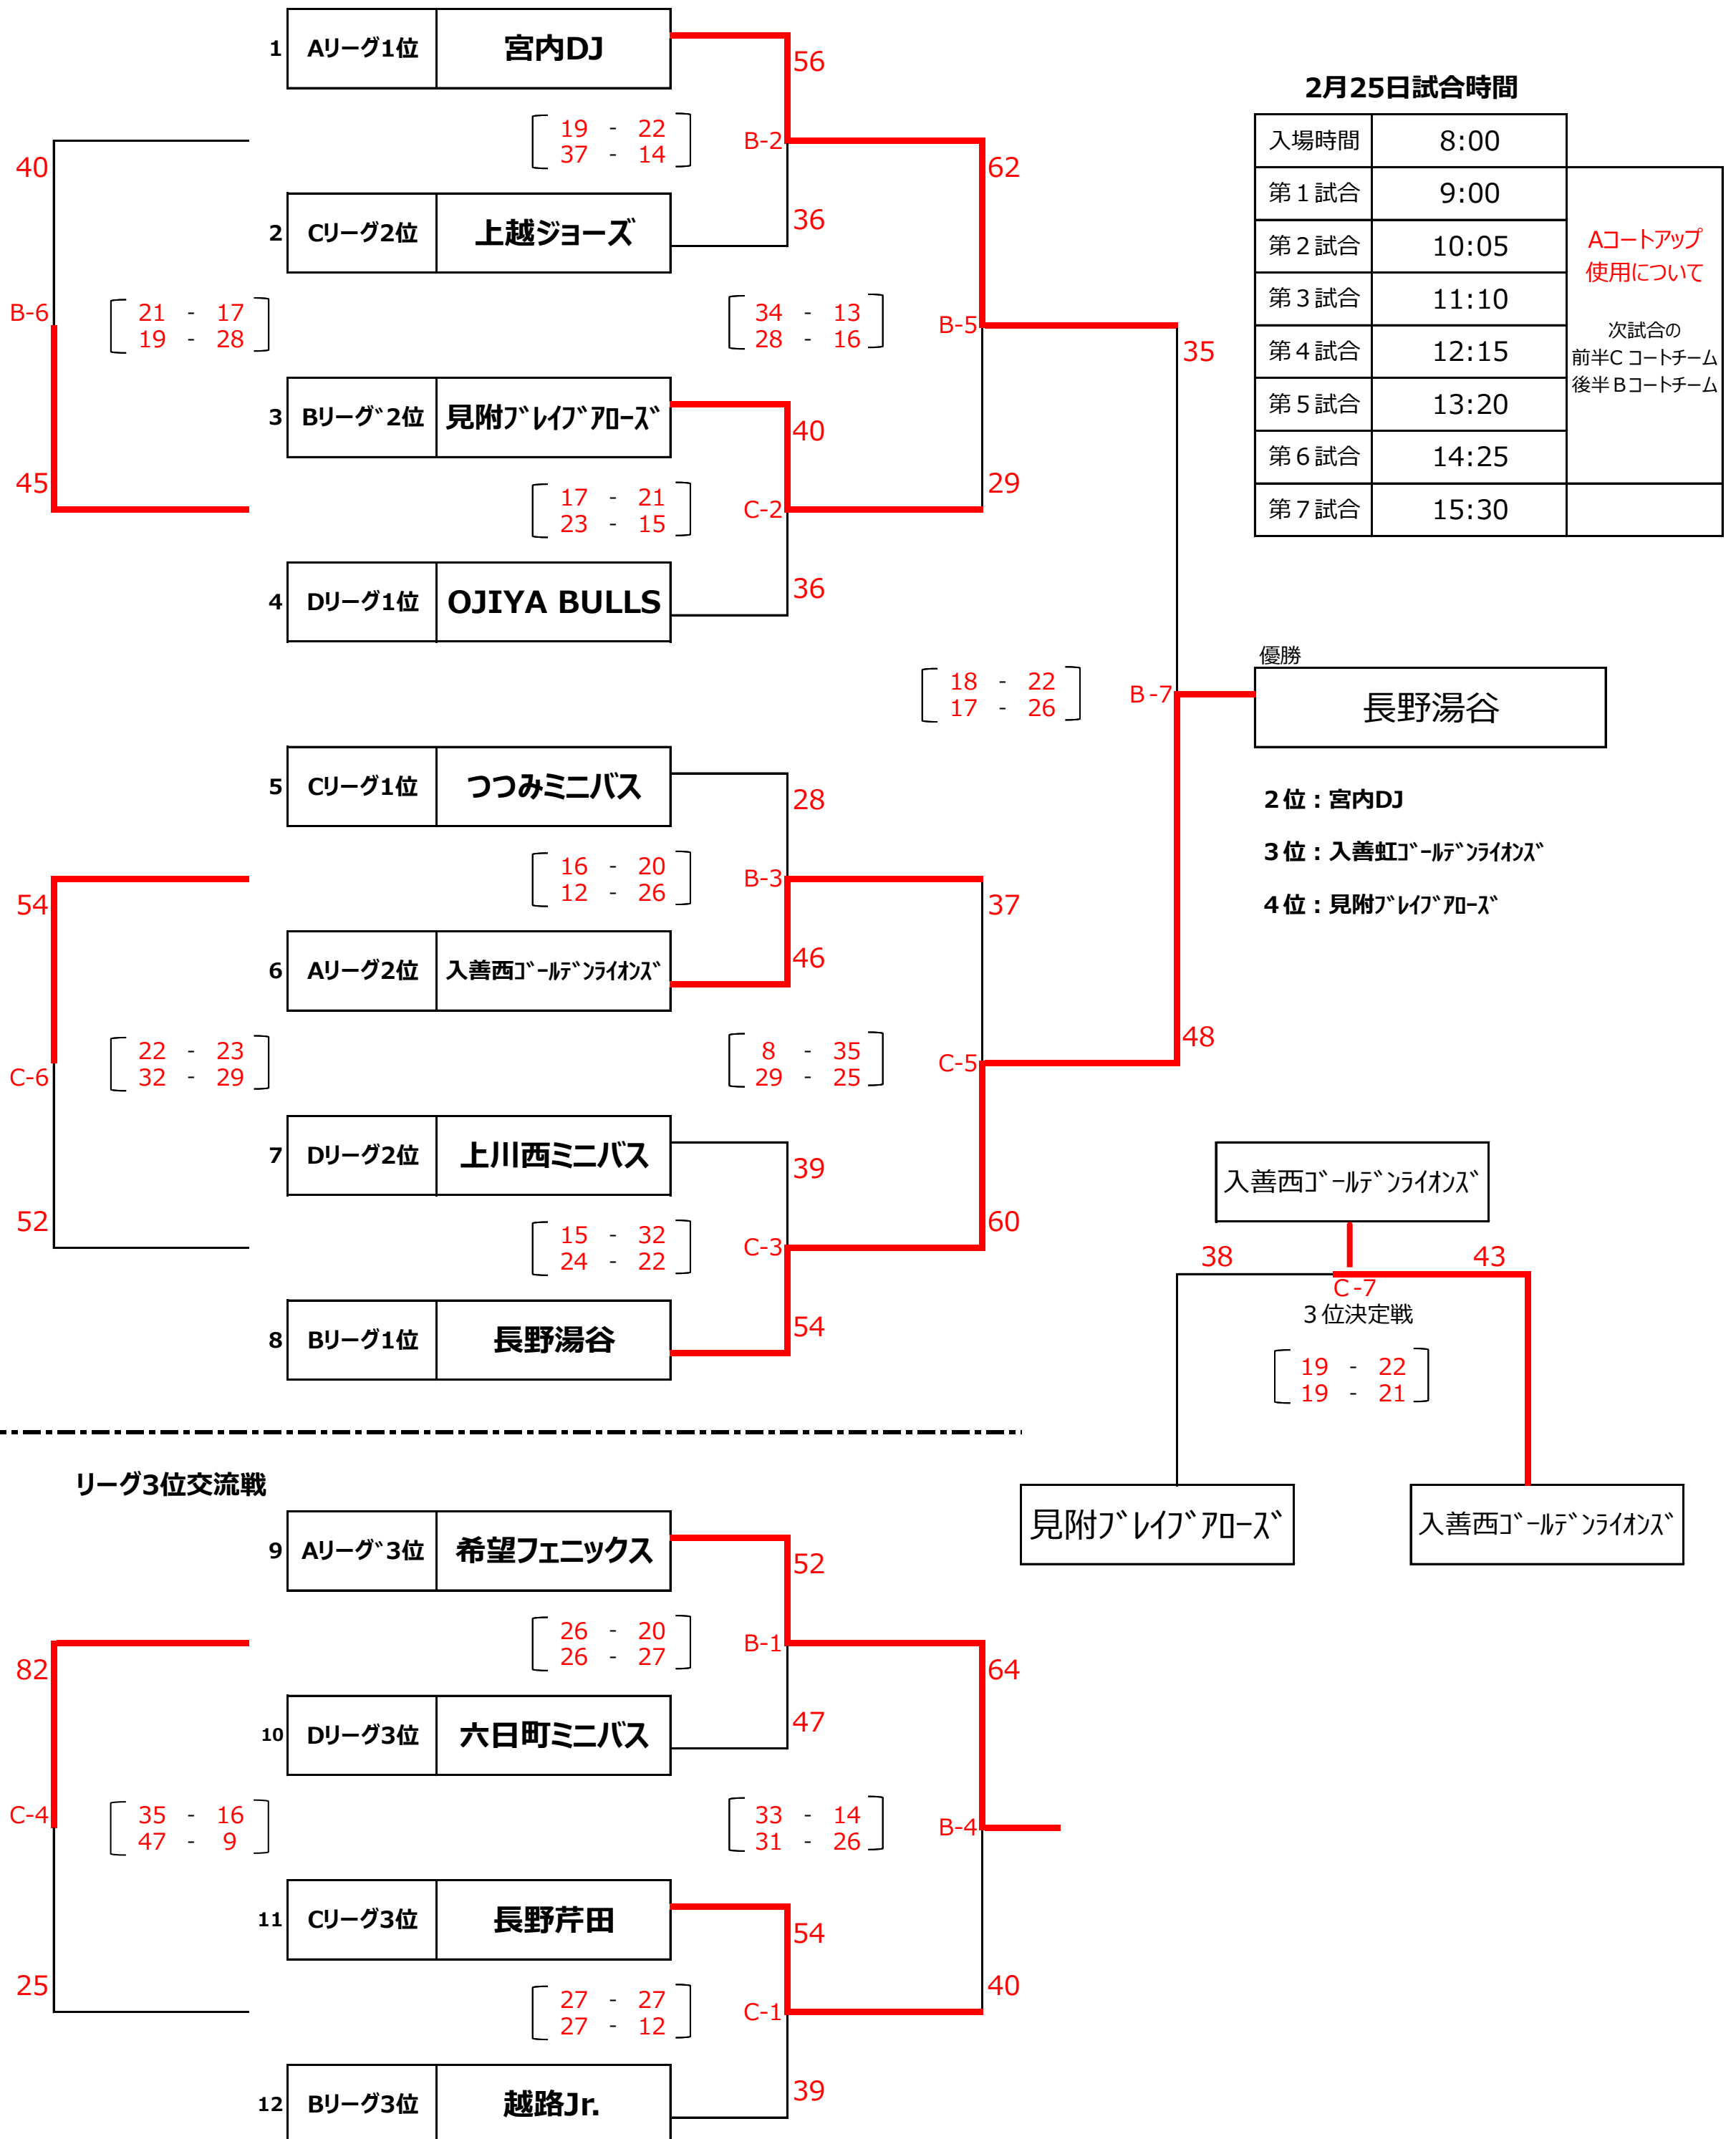 1 Aリーグ1位 宮内DJ
56
19 - 22
37 - 14
B-2
36
2 Cリーグ2位 上越ジョーズ
40
B-6
21 - 17
19 - 28
45
62
34 - 13
28 - 16
B-5
29
3 Bリーグ2位 見附ブレイブアローズ
40
17 - 21
23 - 15
C-2
36
4 Dリーグ1位 OJIYA BULLS
35
18 - 22
17 - 26
B-7
48
5 Cリーグ1位 つつみミニバス
28
16 - 20
12 - 26
B-3
46
6 Aリーグ2位 入善西ゴールデンライオンズ
54
C-6
22 - 23
32 - 29
52
37
8 - 35
29 - 25
C-5
60
7 Dリーグ2位 上川西ミニバス
39
15 - 32
24 - 22
C-3
54
8 Bリーグ1位 長野湯谷
2月25日試合時間
入場時間 8:00
第1試合 9:00
第2試合 10:05
第3試合 11:10
第4試合 12:15
第5試合 13:20
第6試合 14:25
第7試合 15:30
Aコートアップ
使用について
次試合の
前半Cコートチーム
後半Bコートチーム
優勝
長野湯谷
2位:宮内DJ
3位:入善虹ゴールデンライオンズ
4位:見附ブレイブアローズ
入善西ゴールデンライオンズ
38 43
C-7
3位決定戦
19 - 22
19 - 21
見附ブレイブアローズ 入善西ゴールデンライオンズ
リーグ3位交流戦
9 Aリーグ3位 希望フェニックス
52
26 - 20
26 - 27
B-1
47
10 Dリーグ3位 六日町ミニバス
82
C-4
35 - 16
47 - 9
25
64
33 - 14
31 - 26
B-4
40
11 Cリーグ3位 長野芹田
54
27 - 27
27 - 12
C-1
39
12 Bリーグ3位 越路Jr.